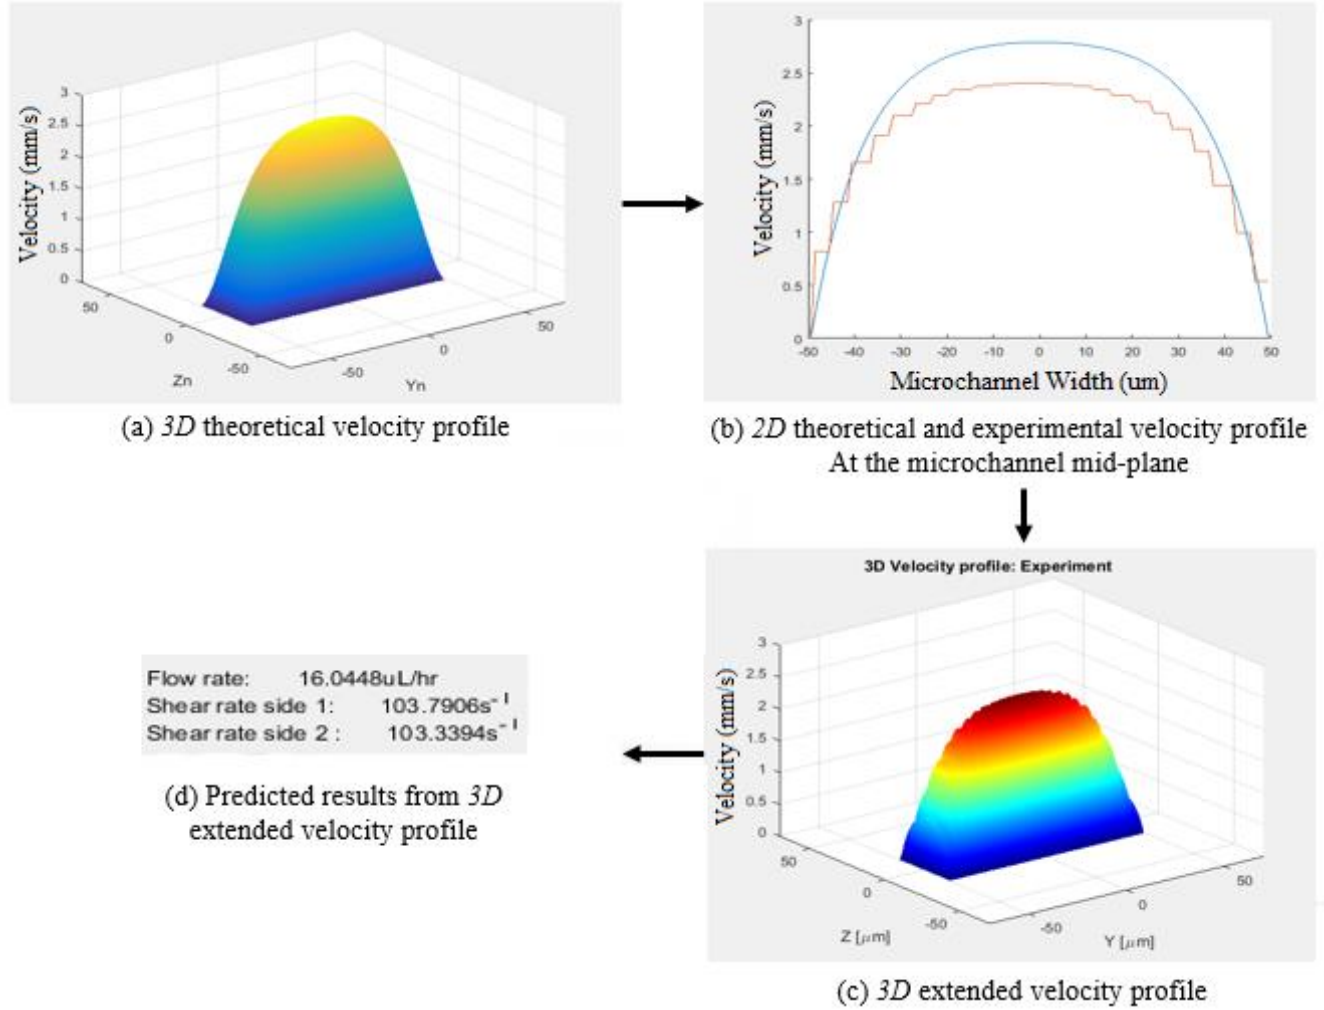 3
2.5
2
1.5
1
0.5
0
Velocity (mm/s)
50
0
-50
Zn
-50
0
50
Yn
(a) 3D theoretical velocity profile
3
2.5
2
1.5
1
0.5
0
Velocity (mm/s)
-50 -40 -30 -20 -10 0 10 20 30 40 50
Microchannel Width (um)
(b) 2D theoretical and experimental velocity profile
At the microchannel mid-plane
3D Velocity profile: Experiment
3
2.5
2
1.5
1
0.5
0
Velocity (mm/s)
50
0
-50
Z [μm]
-50
0
50
Y [μm]
(c) 3D extended velocity profile
Flow rate: 16.0448uL/hr
Shear rate side 1: 103.7906s⁻¹
Shear rate side 2 : 103.3394s⁻¹
(d) Predicted results from 3D
extended velocity profile